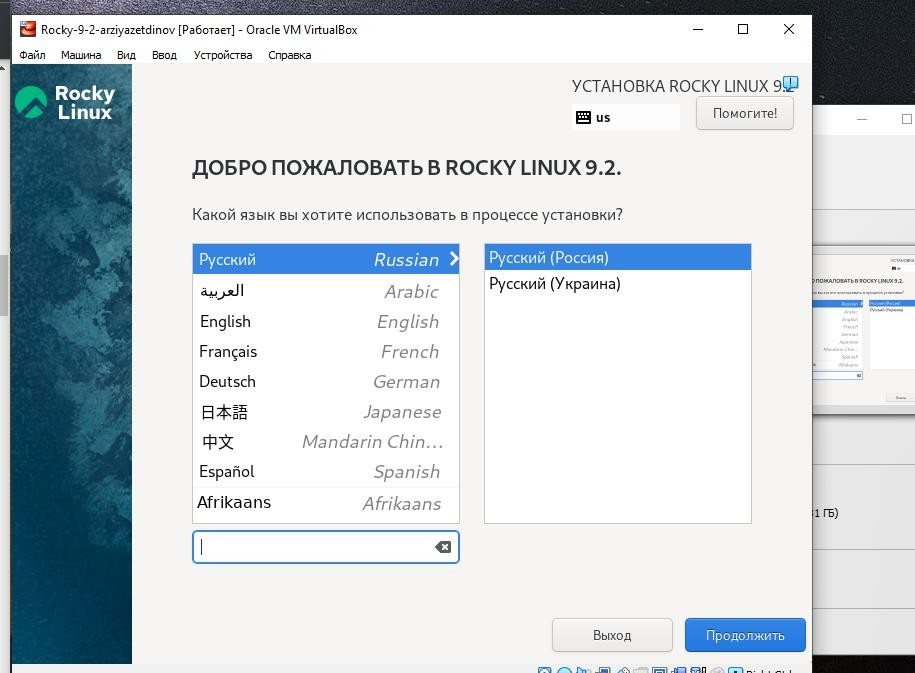 Rocky-9-2-arziyazetdinov [Работает] - Oracle VM VirtualBox
Файл Машина Вид Ввод Устройства Справка
Rocky Linux
УСТАНОВКА ROCKY LINUX 9.2
us
Помогите!
ДОБРО ПОЖАЛОВАТЬ В ROCKY LINUX 9.2.
Какой язык вы хотите использовать в процессе установки?
Русский Russian
العربية Arabic
English English
Français French
Deutsch German
日本語 Japanese
中文 Mandarin Chin...
Español Spanish
Afrikaans Afrikaans
Русский (Россия)
Русский (Украина)
Выход
Продолжить
ГБ)